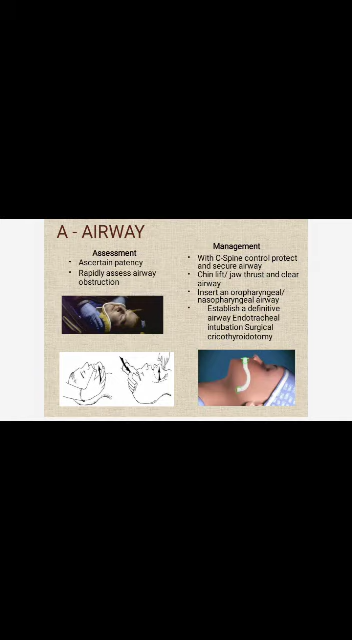 A - AIRWAY
Assessment
• Ascertain patency
• Rapidly assess airway
obstruction
Management
• With C-Spine control protect
and secure airway
• Chin lift/ jaw thrust and clear
airway
• Insert an oropharyngeal/
nasopharyngeal airway
• Establish a definitive
airway Endotracheal
intubation Surgical
cricothyroidotomy